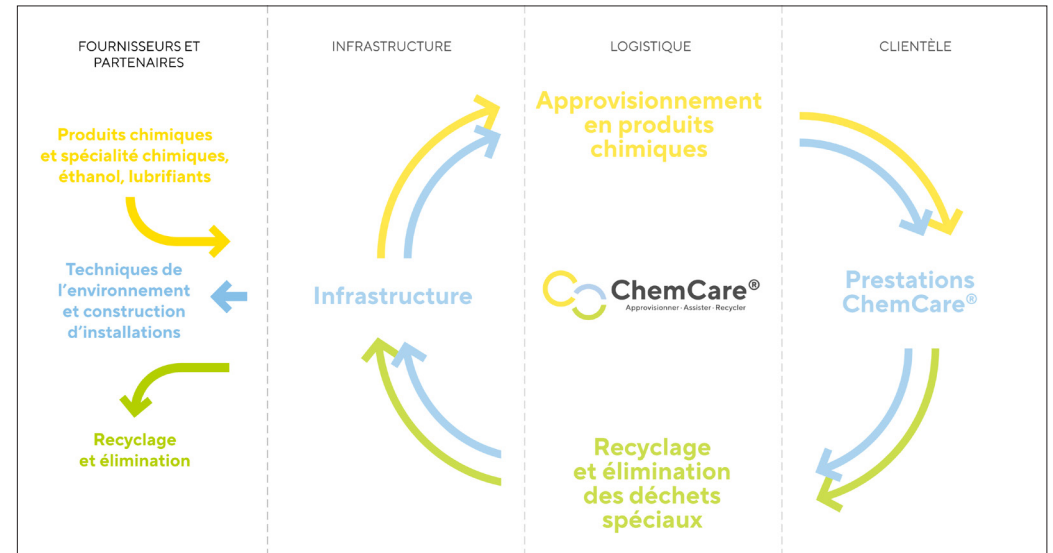 FOURNISSEURS ET
PARTENAIRES
INFRASTRUCTURE
LOGISTIQUE
CLIENTÈLE
Produits chimiques
et spécialité chimiques,
éthanol, lubrifiants
Techniques de
l'environnement
et construction
d'installations
Recyclage
et élimination
Infrastructure
Approvisionnement
en produits
chimiques
ChemCare®
Approvisionner · Assister · Recycler
Recyclage
et élimination
des déchets
spéciaux
Prestations
ChemCare®